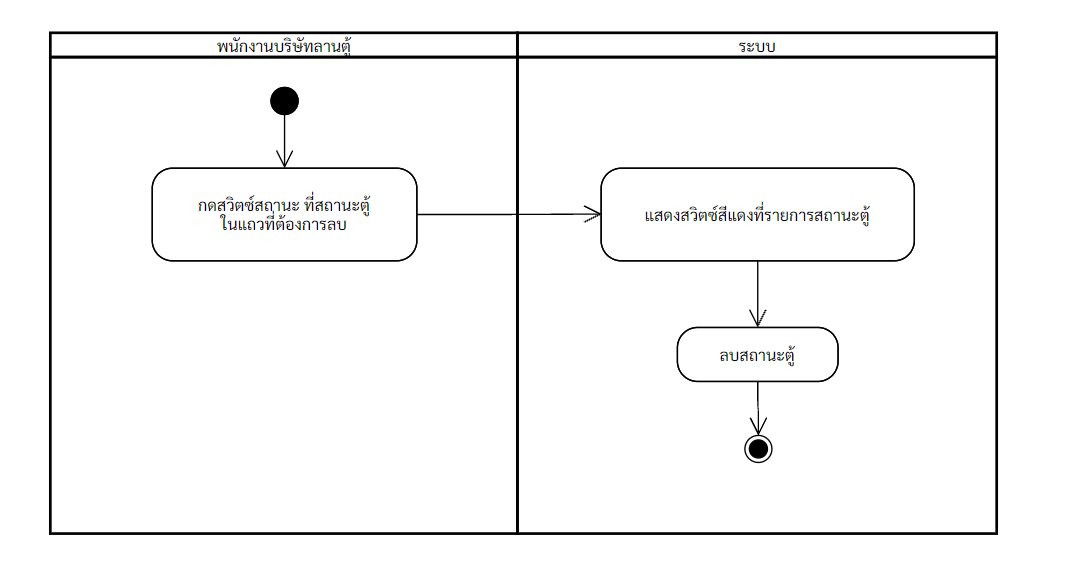 พนักงานบริษัทลานตู้
ระบบ
กดสวิตซ์สถานะ ที่สถานะตู้
ในแถวที่ต้องการลบ
แสดงสวิตซ์สีแดงที่รายการสถานะตู้
ลบสถานะตู้